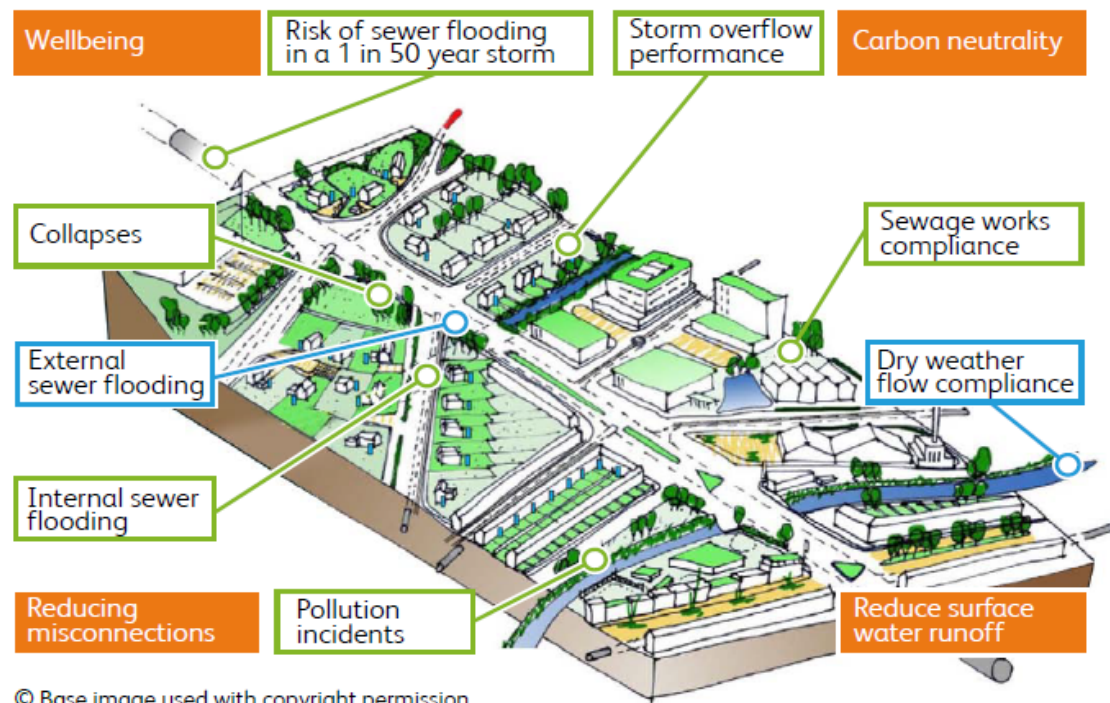 Wellbeing
Risk of sewer flooding
in a 1 in 50 year storm
Storm overflow
performance
Carbon neutrality
Collapses
Sewage works
compliance
External
sewer flooding
Dry weather
flow compliance
Internal sewer
flooding
Reducing
misconnections
Pollution
incidents
Reduce surface
water runoff
© Base image used with copyright permission